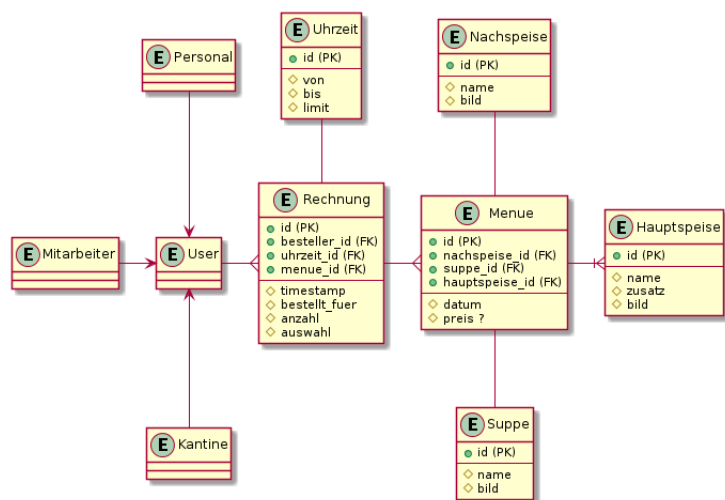 E Uhrzeit
id (PK)
von
bis
limit
E Nachspeise
id (PK)
name
bild
E Personal
E Rechnung
id (PK)
besteller_id (FK)
uhrzeit_id (FK)
menue_id (FK)
timestamp
bestellt_fuer
anzahl
auswahl
E Menue
id (PK)
nachspeise_id (FK)
suppe_id (FK)
hauptspeise_id (FK)
datum
preis ?
E Hauptspeise
id (PK)
name
zusatz
bild
E Mitarbeiter
E User
E Kantine
E Suppe
id (PK)
name
bild